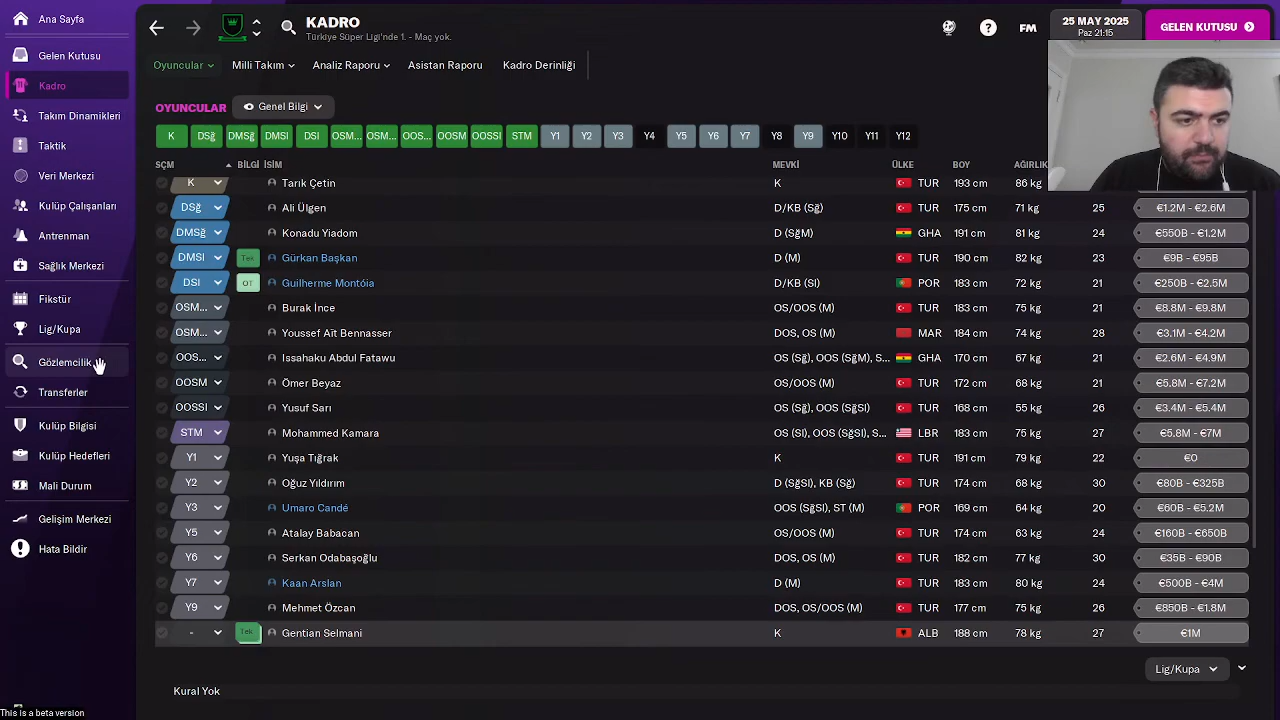 Ana Sayfa
KADRO
Türkiye Süper Ligi'nde 1. - Maç yok.
FM
25 MAY 2025
Paz 21:15
GELEN KUTUSU
Gelen Kutusu
Kadro
Takım Dinamikleri
Taktik
Veri Merkezi
Kulüp Çalışanları
Antrenman
Sağlık Merkezi
Fikstür
Lig/Kupa
Gözlemcilik
Transferler
Kulüp Bilgisi
Kulüp Hedefleri
Mali Durum
Gelişim Merkezi
Hata Bildir
This is a beta version
Oyuncular Milli Takım Analiz Raporu Asistan Raporu Kadro Derinliği
OYUNCULAR Genel Bilgi
K DSğ DMSğ DMSI DSI OSM... OSM... OOS... OOSM OOSSI STM Y1 Y2 Y3 Y4 Y5 Y6 Y7 Y8 Y9 Y10 Y11 Y12
SÇM BİLGİ İSİM MEVKİ ÜLKE BOY AĞIRLIK
K Tarık Çetin K TUR 193 cm 86 kg
DSğ Ali Ülgen D/KB (Sğ) TUR 175 cm 71 kg 25 €1.2M - €2.6M
DMSğ Konadu Yiadom D (SğM) GHA 191 cm 81 kg 24 €550B - €1.2M
DMSI Tek Gürkan Başkan D (M) TUR 190 cm 82 kg 23 €9B - €95B
DSI OT Guilherme Montóia D/KB (SI) POR 183 cm 72 kg 21 €250B - €2.5M
OSM... Burak İnce OS/OOS (M) TUR 183 cm 75 kg 21 €8.8M - €9.8M
OSM... Youssef Aït Bennasser DOS, OS (M) MAR 184 cm 74 kg 28 €3.1M - €4.2M
OOS... Issahaku Abdul Fatawu OS (Sğ), OOS (SğM), S... GHA 170 cm 67 kg 21 €2.6M - €4.9M
OOSM Ömer Beyaz OS/OOS (M) TUR 172 cm 68 kg 21 €5.8M - €7.2M
OOSSI Yusuf Sarı OS (Sğ), OOS (SğSI) TUR 168 cm 55 kg 26 €3.4M - €5.4M
STM Mohammed Kamara OS (SI), OOS (SğSI), S... LBR 183 cm 75 kg 27 €5.8M - €7M
Y1 Yuşa Tığrak K TUR 191 cm 79 kg 22 €0
Y2 Oğuz Yıldırım D (SğSI), KB (Sğ) TUR 174 cm 68 kg 30 €80B - €325B
Y3 Umaro Candé OOS (SğSI), ST (M) POR 169 cm 64 kg 20 €60B - €5.2M
Y5 Atalay Babacan OS/OOS (M) TUR 174 cm 63 kg 24 €160B - €650B
Y6 Serkan Odabaşoğlu DOS, OS (M) TUR 182 cm 77 kg 30 €35B - €90B
Y7 Kaan Arslan D (M) TUR 183 cm 80 kg 24 €500B - €4M
Y9 Mehmet Özcan DOS, OS/OOS (M) TUR 177 cm 75 kg 26 €850B - €1.8M
- Tek Gentian Selmani K ALB 188 cm 78 kg 27 €1M
Lig/Kupa
Kural Yok